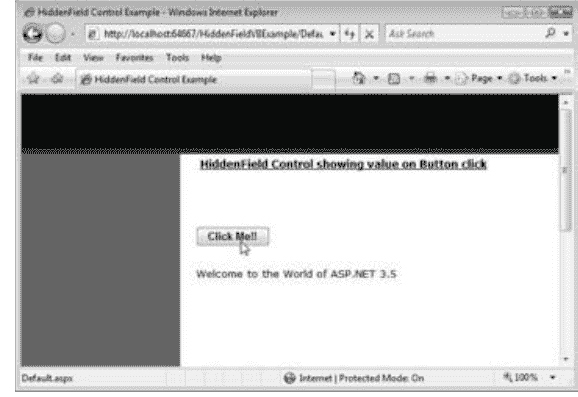 HiddenField Control Example - Windows Internet Explorer
http://localhost:64667/HiddenFieldVBExample/Defau
Ask Search
File Edit View Favorites Tools Help
HiddenField Control Example
Page
Tools
HiddenField Control showing value on Button click
Click Me!!
Welcome to the World of ASP.NET 3.5
Default.aspx
Internet | Protected Mode: On
100%